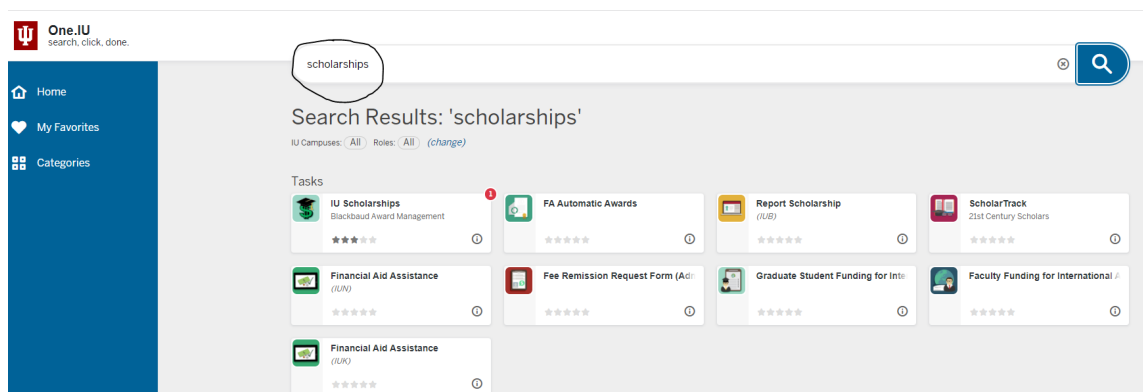 One.IU
search, click, done.
scholarships
Home
My Favorites
Categories
Search Results: 'scholarships'
IU Campuses: All Roles: All (change)
Tasks
IU Scholarships
Blackbaud Award Management
1
FA Automatic Awards
Report Scholarship
(IUB)
ScholarTrack
21st Century Scholars
Financial Aid Assistance
(IUN)
Fee Remission Request Form (Adn
Graduate Student Funding for Inte
Faculty Funding for International A
Financial Aid Assistance
(IUK)